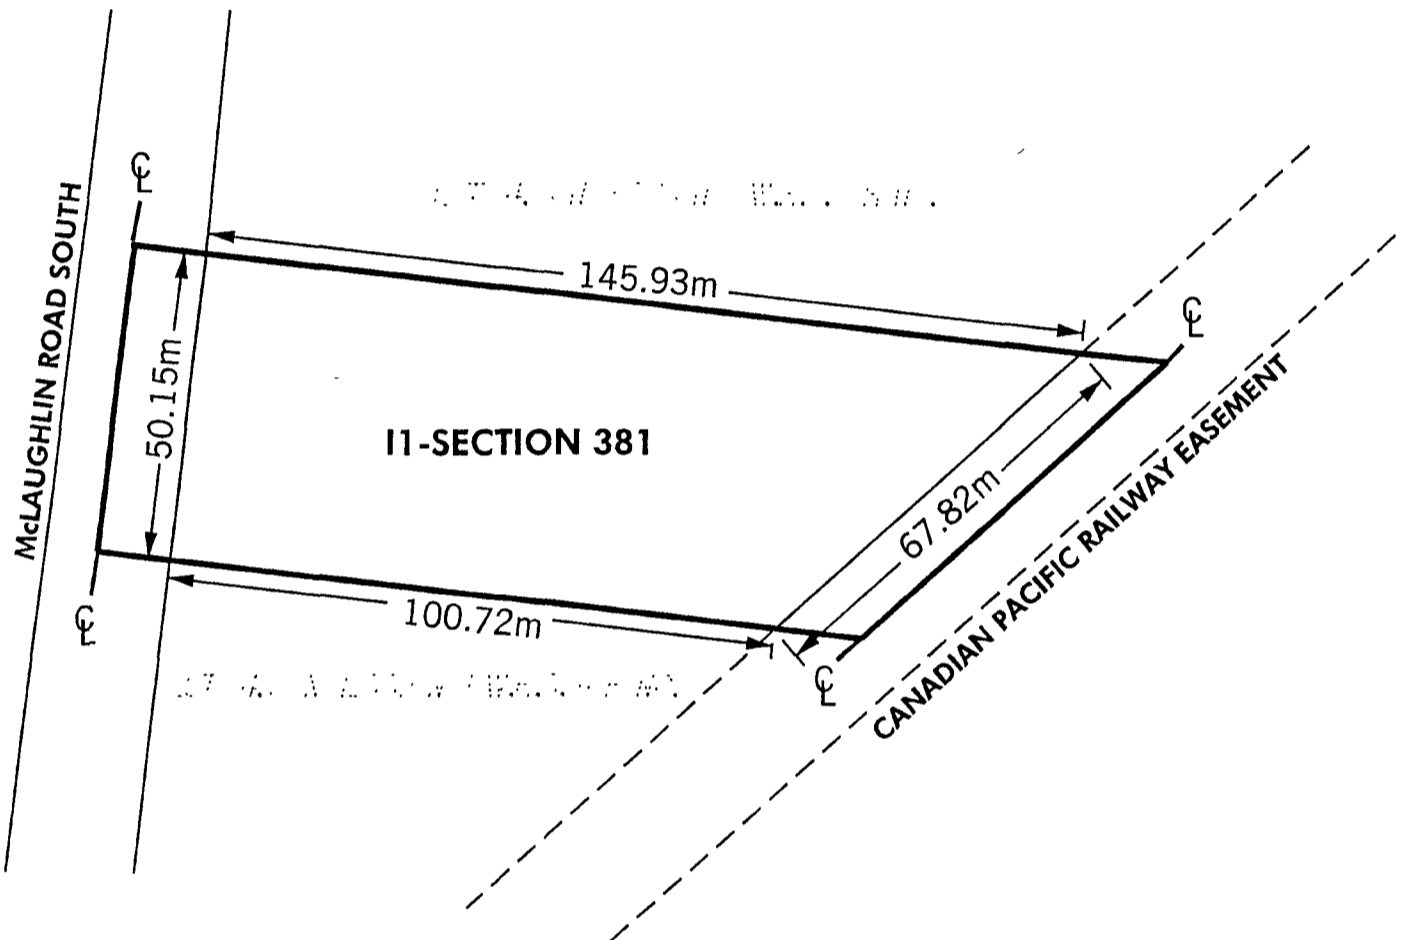 ℄
McLAUGHLIN ROAD SOUTH
145.93m
℄
50.15m
I1-SECTION 381
67.82m
CANADIAN PACIFIC RAILWAY EASEMENT
℄
100.72m
℄